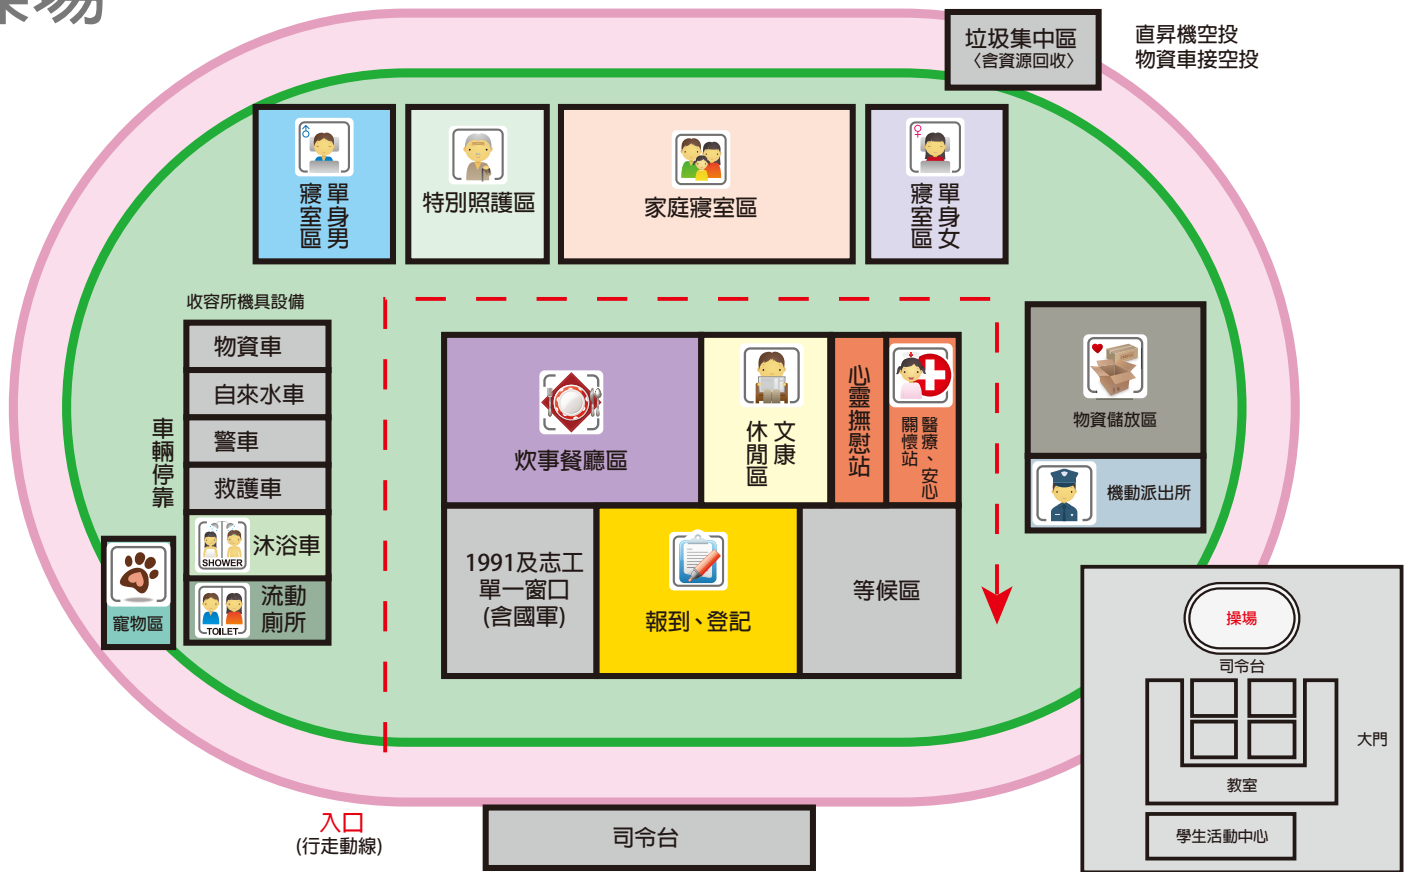 操場
垃圾集中區
〈含資源回收〉
直昇機空投
物資車接空投
單身男
寢室區
特別照護區
家庭寢室區
單身女
寢室區
收容所機具設備
物資車
自來水車
警車
救護車
SHOWER
沐浴車
TOILET
流動
廁所
車輛停靠
寵物區
炊事餐廳區
文康
休閒區
心靈撫慰站
醫療、安心
關懷站
1991及志工
單一窗口
(含國軍)
報到、登記
等候區
物資儲放區
機動派出所
入口
(行走動線)
司令台
操場
司令台
大門
教室
學生活動中心